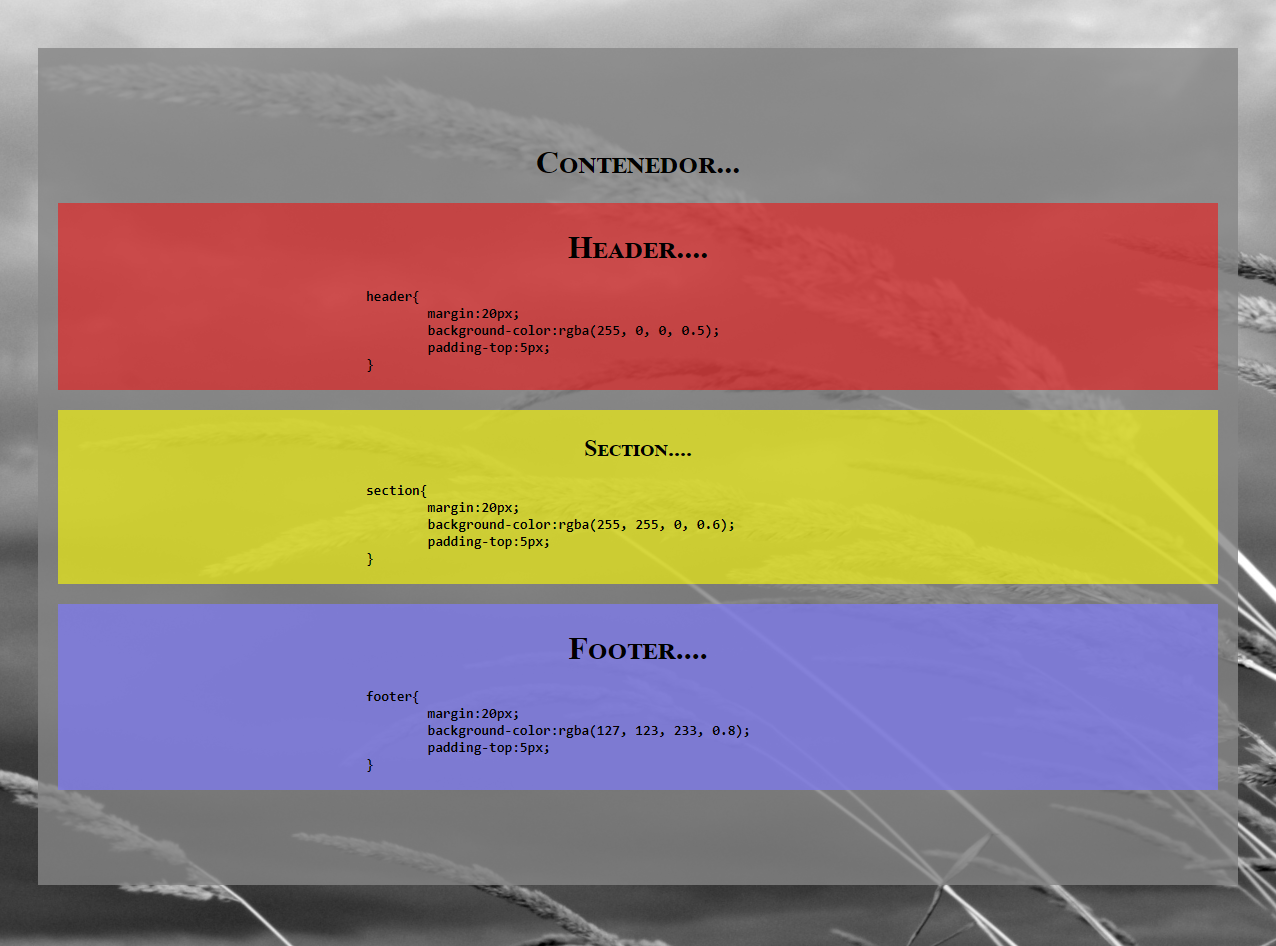 Contenedor...
Header....
header{
margin:20px;
background-color:rgba(255, 0, 0, 0.5);
padding-top:5px;
}
Section....
section{
margin:20px;
background-color:rgba(255, 255, 0, 0.6);
padding-top:5px;
}
Footer....
footer{
margin:20px;
background-color:rgba(127, 123, 233, 0.8);
padding-top:5px;
}